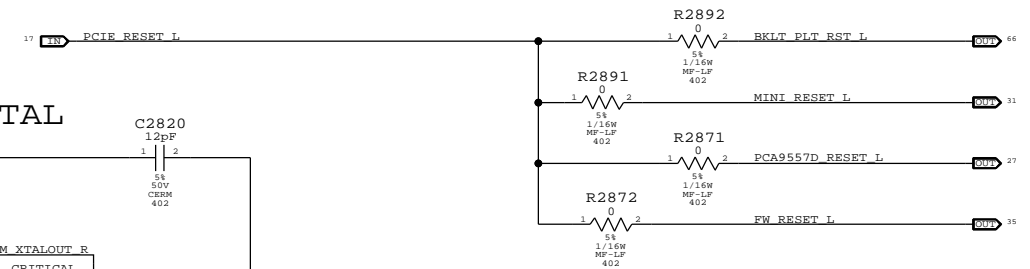 R2892
17 IN PCIE_RESET_L 1 0 2 BKLT_PLT_RST_L OUT 66
5%
1/16W
MF-LF
402
R2891
1 0 2 MINI_RESET_L OUT 31
5%
1/16W
MF-LF
402
TAL
C2820
12pF
1 2
5%
50V
CERM
402
R2871
1 0 2 PCA9557D_RESET_L OUT 27
5%
1/16W
MF-LF
402
R2872
1 0 2 FW_RESET_L OUT 35
5%
1/16W
MF-LF
402
M_XTALOUT_R
CRITICAL